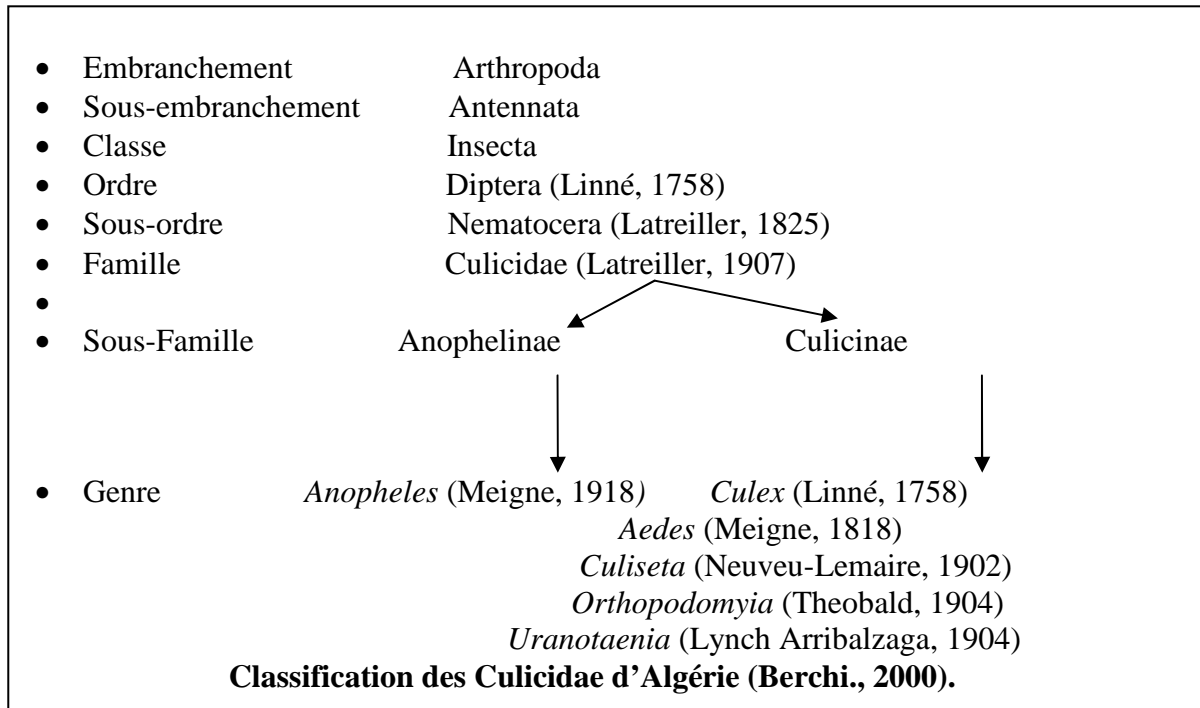 • Embranchement Arthropoda
• Sous-embranchement Antennata
• Classe Insecta
• Ordre Diptera (Linné, 1758)
• Sous-ordre Nematocera (Latreiller, 1825)
• Famille Culicidae (Latreiller, 1907)
•
• Sous-Famille Anophelinae Culicinae
• Genre Anopheles (Meigne, 1918) Culex (Linné, 1758)
Aedes (Meigne, 1818)
Culiseta (Neuveu-Lemaire, 1902)
Orthopodomyia (Theobald, 1904)
Uranotaenia (Lynch Arribalzaga, 1904)
Classification des Culicidae d’Algérie (Berchi., 2000).